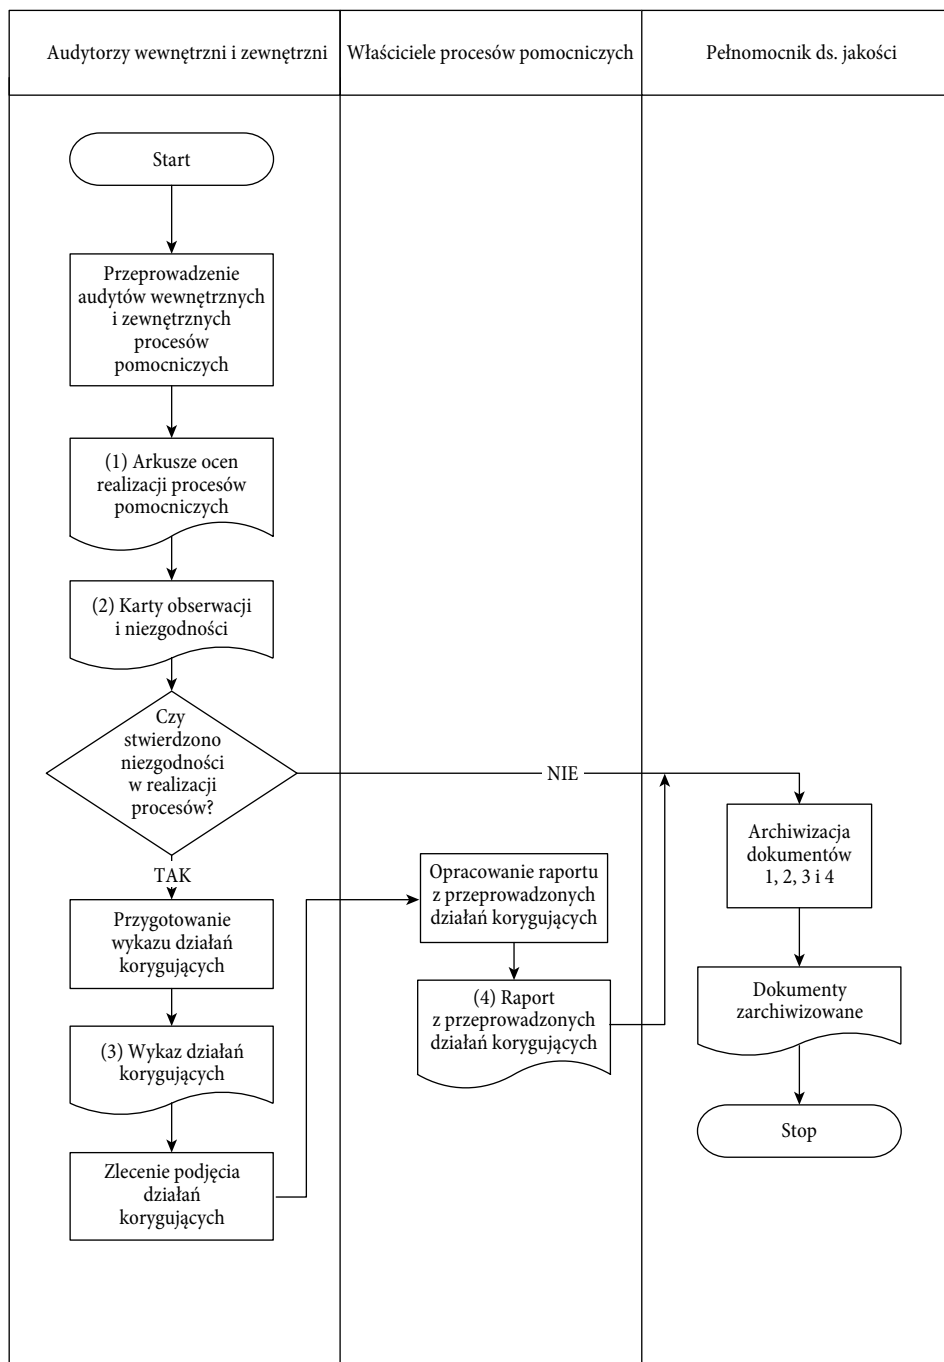 Audytorzy wewnętrzni i zewnętrzni
Właściciele procesów pomocniczych
Pełnomocnik ds. jakości
Start
Przeprowadzenie
audytów wewnętrznych
i zewnętrznych
procesów
pomocniczych
(1) Arkusze ocen
realizacji procesów
pomocniczych
(2) Karty obserwacji
i niezgodności
Czy
stwierdzono
niezgodności
w realizacji
procesów?
NIE
TAK
Przygotowanie
wykazu działań
korygujących
(3) Wykaz działań
korygujących
Zlecenie podjęcia
działań
korygujących
Opracowanie raportu
z przeprowadzonych
działań korygujących
(4) Raport
z przeprowadzonych
działań korygujących
Archiwizacja
dokumentów
1, 2, 3 i 4
Dokumenty
zarchiwizowane
Stop